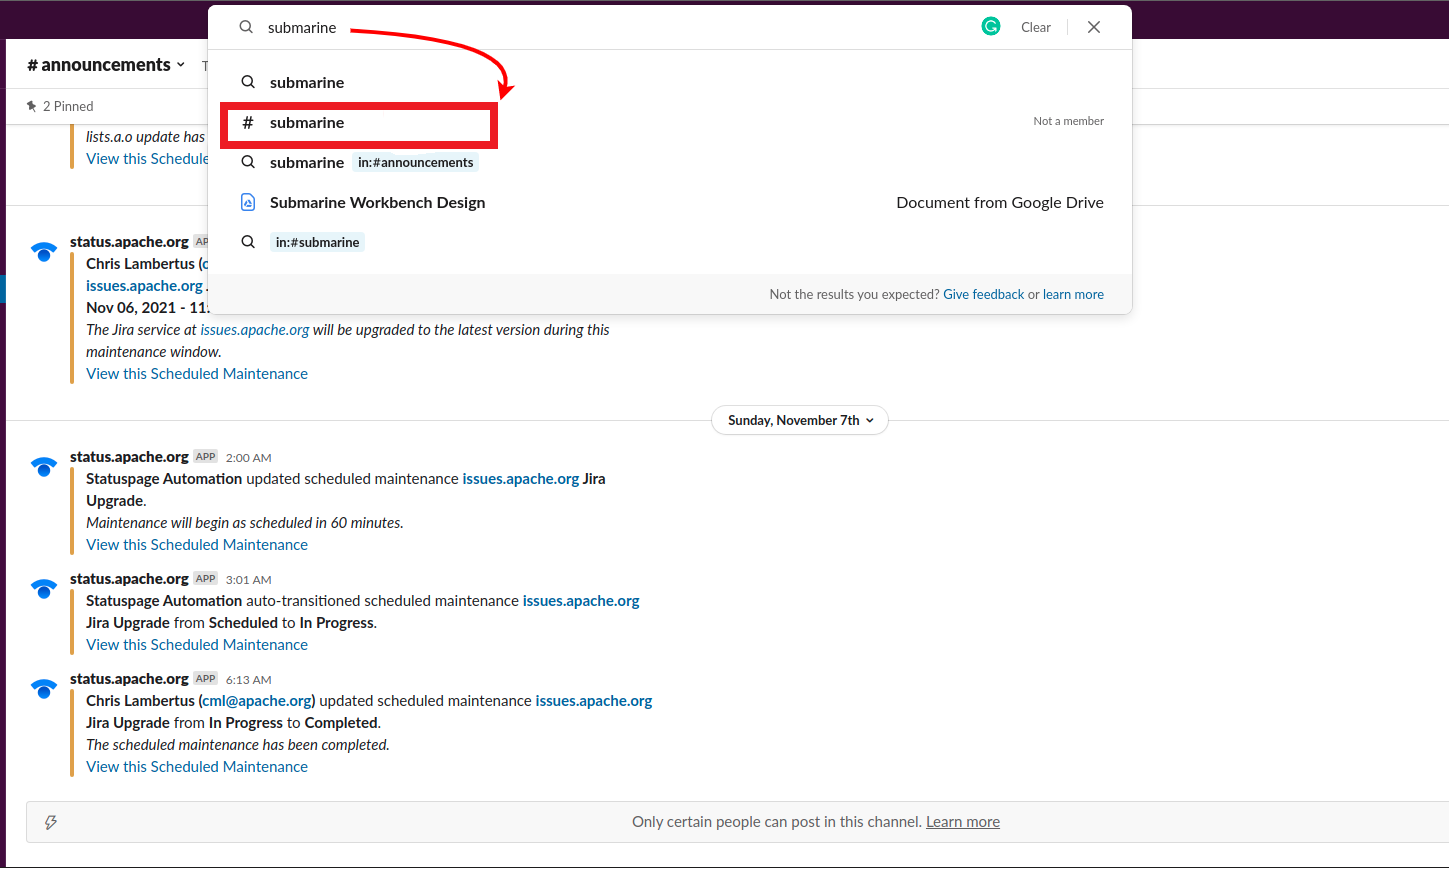 submarine
Clear
submarine
# submarine
Not a member
submarine in:#announcements
Submarine Workbench Design
Document from Google Drive
in:#submarine
Not the results you expected? Give feedback or learn more
# announcements
2 Pinned
lists.a.o update has
View this Schedule
status.apache.org
Chris Lambertus (
issues.apache.org
Nov 06, 2021 - 11:
The Jira service at issues.apache.org will be upgraded to the latest version during this
maintenance window.
View this Scheduled Maintenance
Sunday, November 7th
status.apache.org APP 2:00 AM
Statuspage Automation updated scheduled maintenance issues.apache.org Jira
Upgrade.
Maintenance will begin as scheduled in 60 minutes.
View this Scheduled Maintenance
status.apache.org APP 3:01 AM
Statuspage Automation auto-transitioned scheduled maintenance issues.apache.org
Jira Upgrade from Scheduled to In Progress.
View this Scheduled Maintenance
status.apache.org APP 6:13 AM
Chris Lambertus (cml@apache.org) updated scheduled maintenance issues.apache.org
Jira Upgrade from In Progress to Completed.
The scheduled maintenance has been completed.
View this Scheduled Maintenance
Only certain people can post in this channel. Learn more